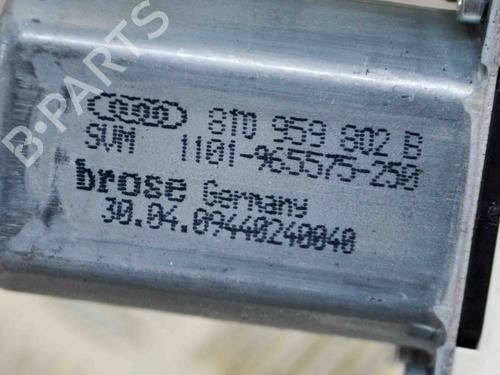 8T0 959 802 B
SVM 1101-965575-250
brose Germany
30.04.09440240040
B-PARTS